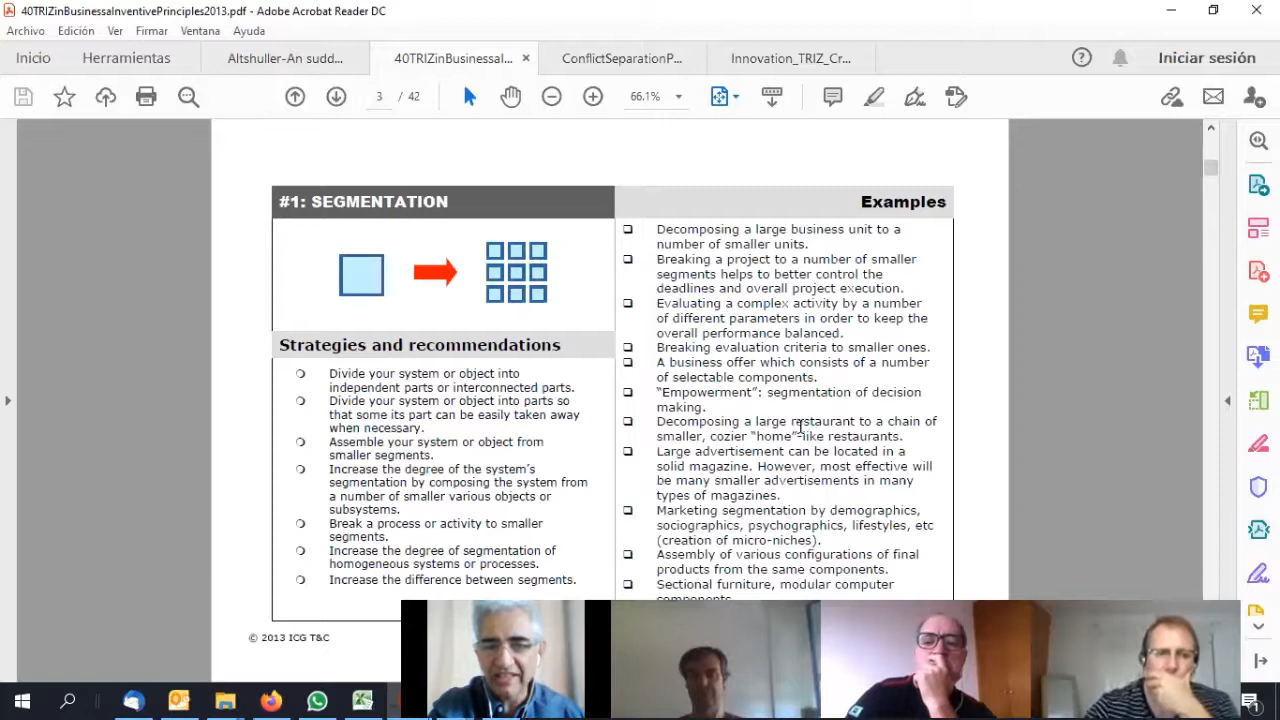 40TRIZinBusinessaInventivePrinciples2013.pdf - Adobe Acrobat Reader DC
Archivo Edición Ver Firmar Ventana Ayuda
Inicio Herramientas Altshuller-An sudd... 40TRIZinBusinessal... × ConflictSeparationP... Innovation_TRIZ_Cr... Iniciar sesión
3 / 42 66.1%
#1: SEGMENTATION
Strategies and recommendations
Divide your system or object into
independent parts or interconnected parts.
Divide your system or object into parts so
that some its part can be easily taken away
when necessary.
Assemble your system or object from
smaller segments.
Increase the degree of the system's
segmentation by composing the system from
a number of smaller various objects or
subsystems.
Break a process or activity to smaller
segments.
Increase the degree of segmentation of
homogeneous systems or processes.
Increase the difference between segments.
Examples
Decomposing a large business unit to a
number of smaller units.
Breaking a project to a number of smaller
segments helps to better control the
deadlines and overall project execution.
Evaluating a complex activity by a number
of different parameters in order to keep the
overall performance balanced.
Breaking evaluation criteria to smaller ones.
A business offer which consists of a number
of selectable components.
“Empowerment”: segmentation of decision
making.
Decomposing a large restaurant to a chain of
smaller, cozier “home”-like restaurants.
Large advertisement can be located in a
solid magazine. However, most effective will
be many smaller advertisements in many
types of magazines.
Marketing segmentation by demographics,
sociographics, psychographics, lifestyles, etc
(creation of micro-niches).
Assembly of various configurations of final
products from the same components.
Sectional furniture, modular computer
components.
© 2013 ICG T&C